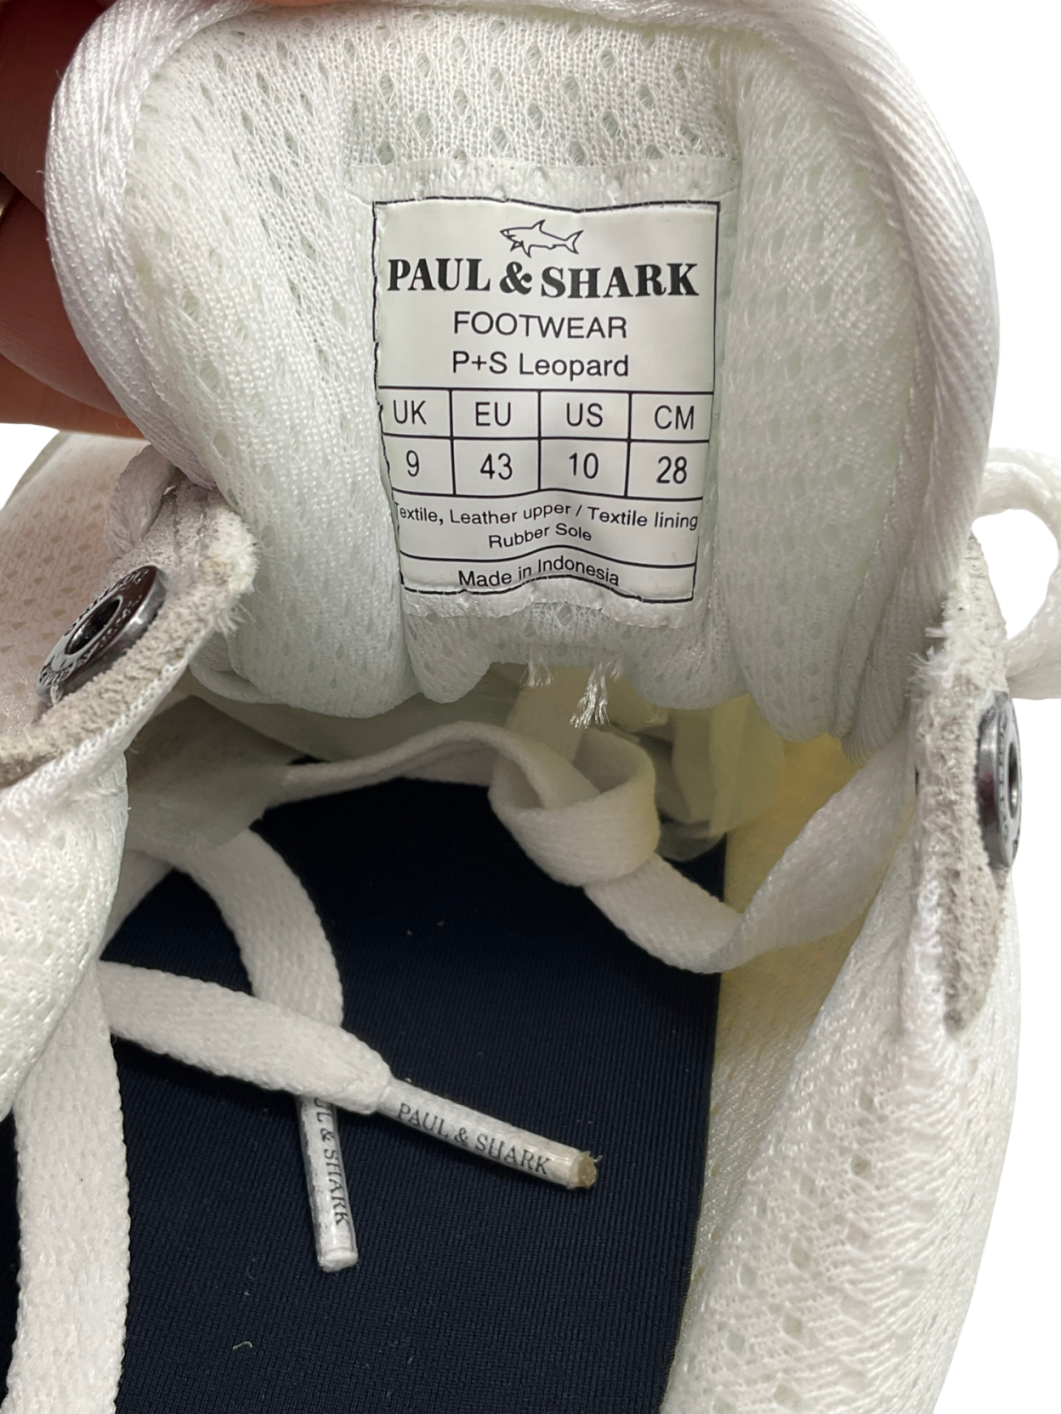 PAUL & SHARK
FOOTWEAR
P+S Leopard
UK EU US CM
9 43 10 28
Textile, Leather upper / Textile lining
Rubber Sole
Made in Indonesia
PAUL & SHARK
UL & SHARK